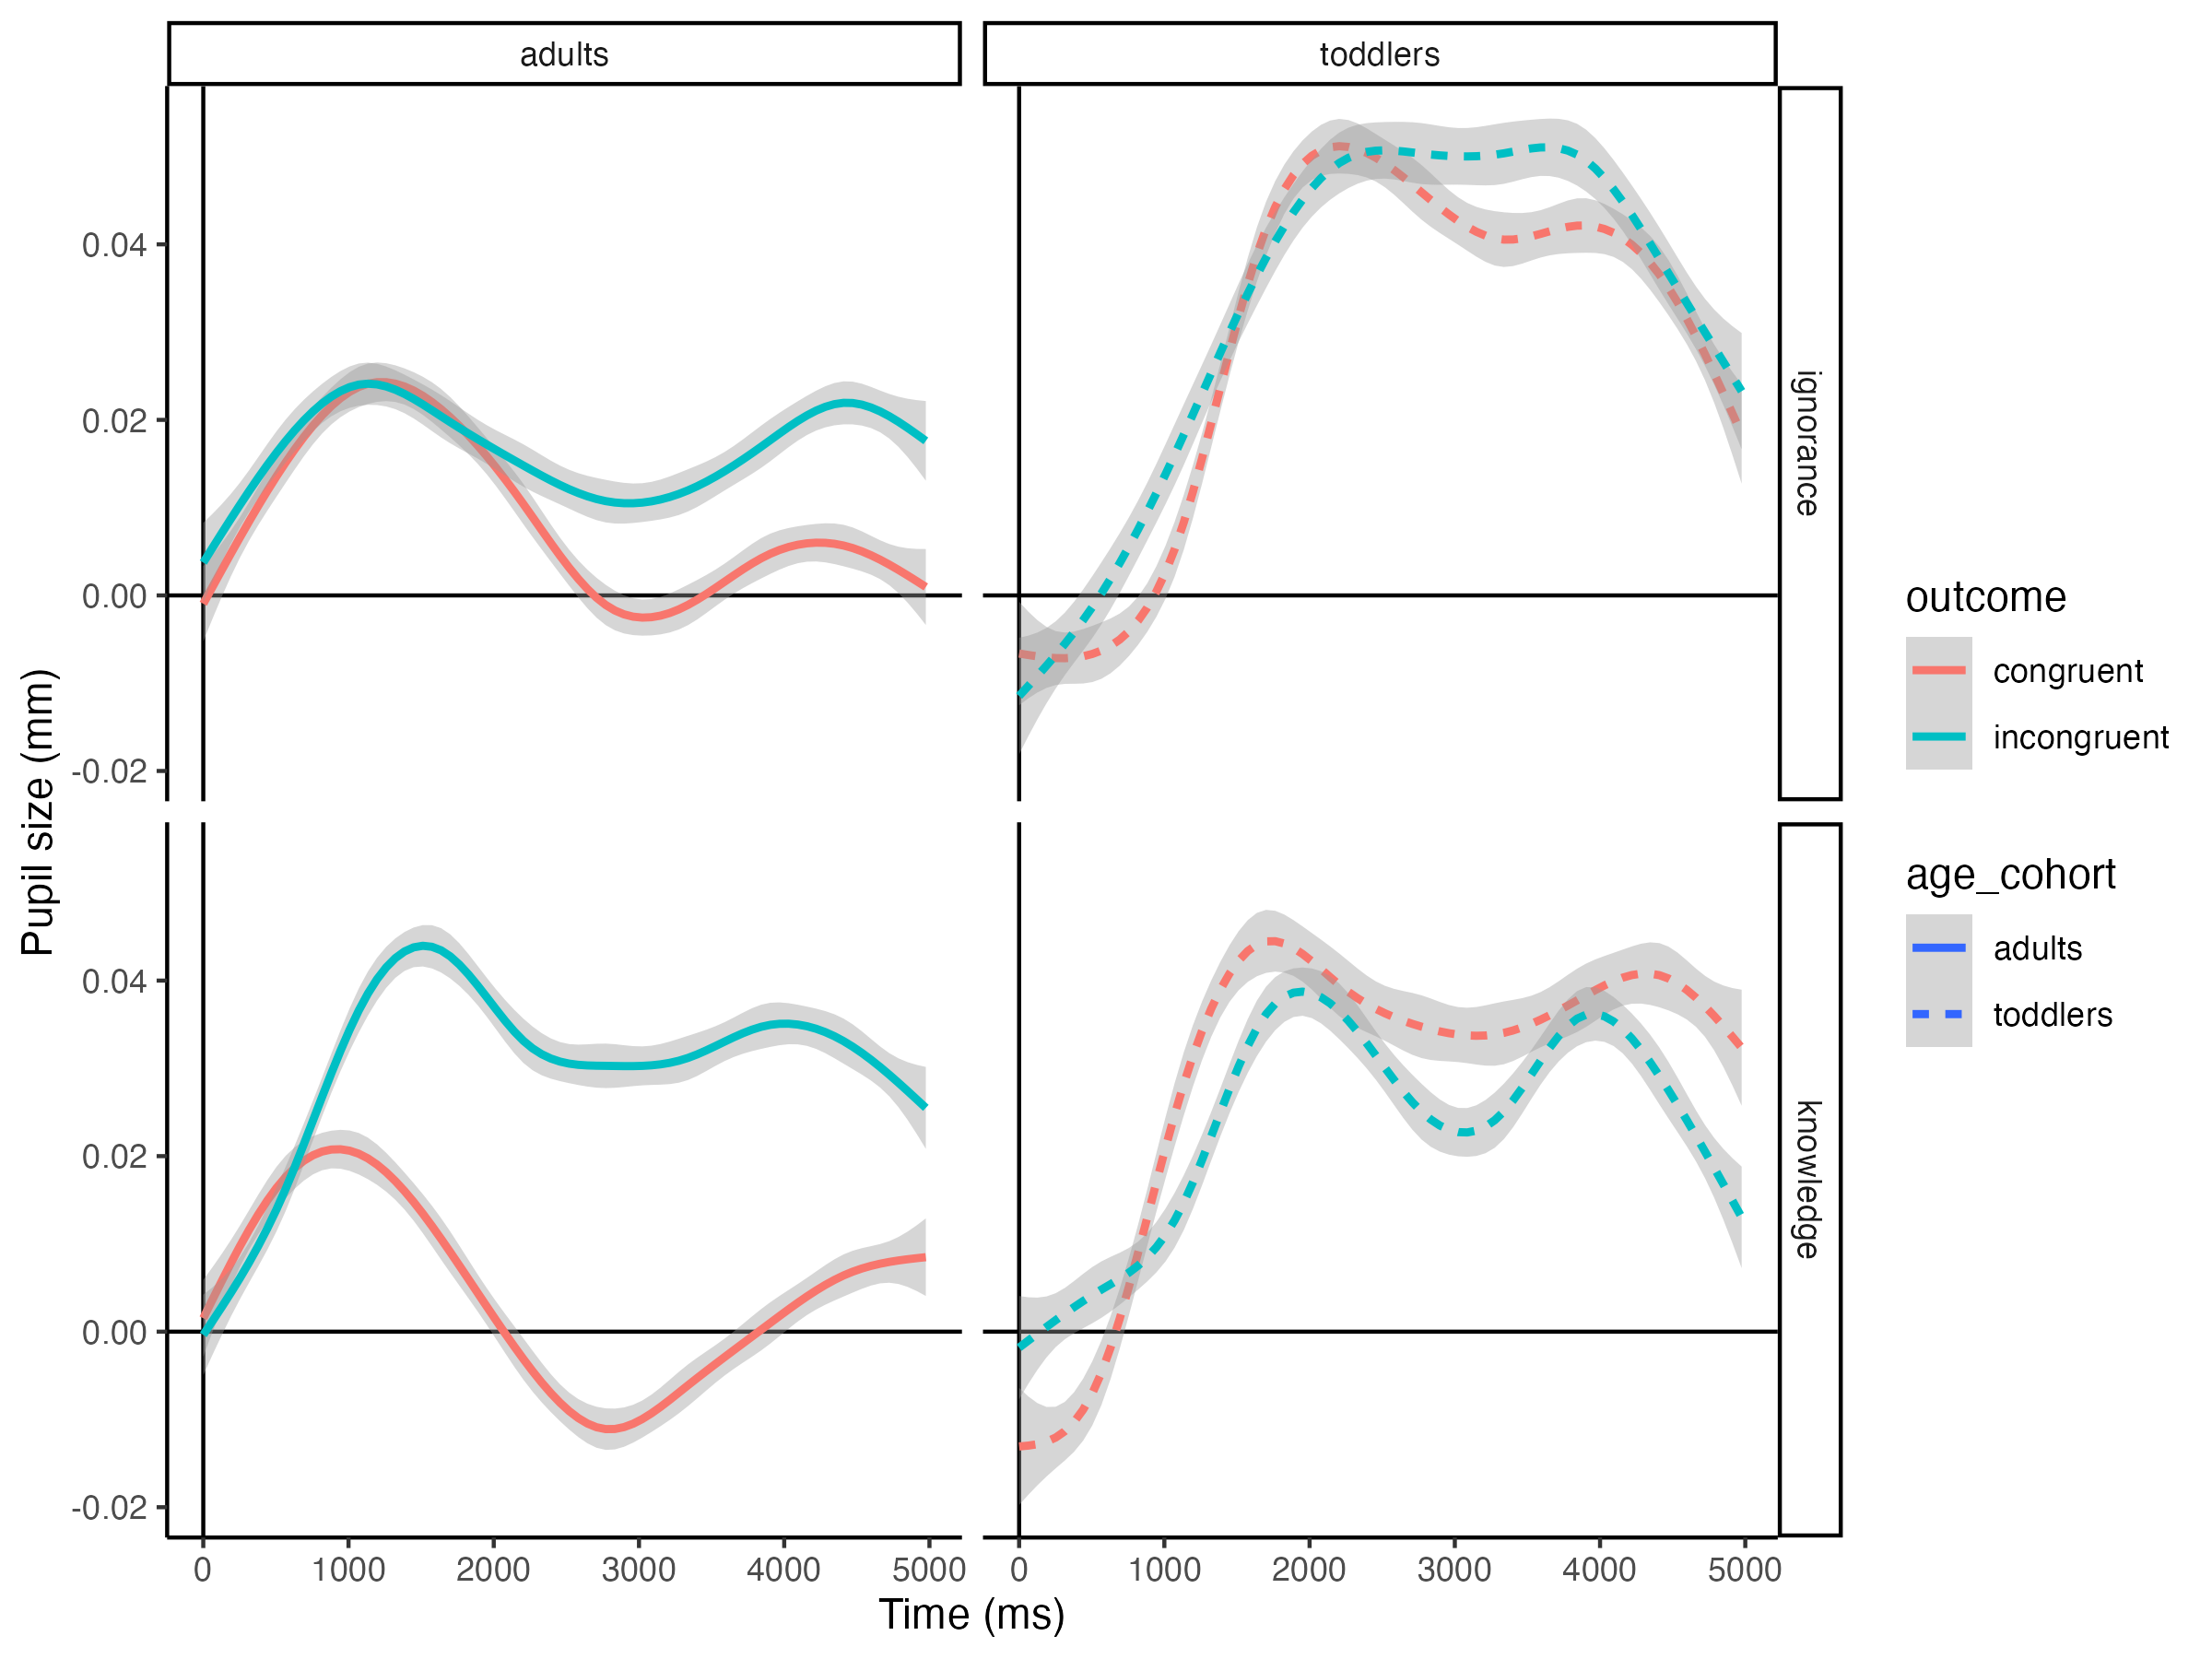 adults
toddlers
0.04
0.02
0.00
-0.02
ignorance
Pupil size (mm)
0.04
0.02
0.00
-0.02
knowledge
0 1000 2000 3000 4000 5000
0 1000 2000 3000 4000 5000
Time (ms)
outcome
congruent
incongruent
age_cohort
adults
toddlers